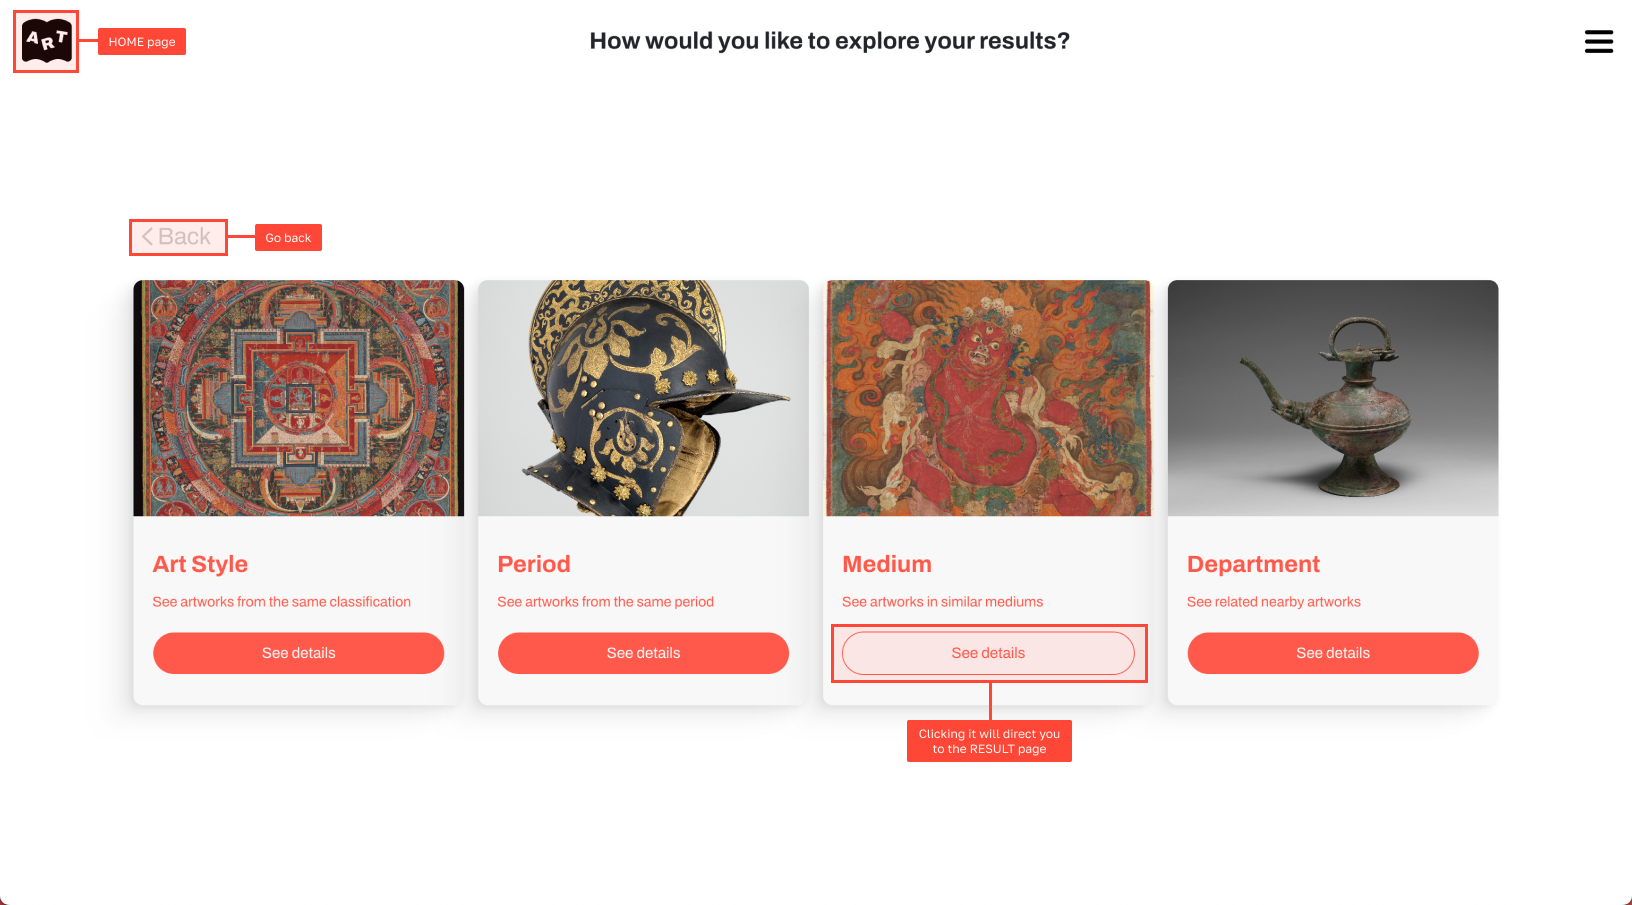 ART
HOME page
How would you like to explore your results?
Back
Go back
Art Style
See artworks from the same classification
See details
Period
See artworks from the same period
See details
Medium
See artworks in similar mediums
See details
Clicking it will direct you
to the RESULT page
Department
See related nearby artworks
See details